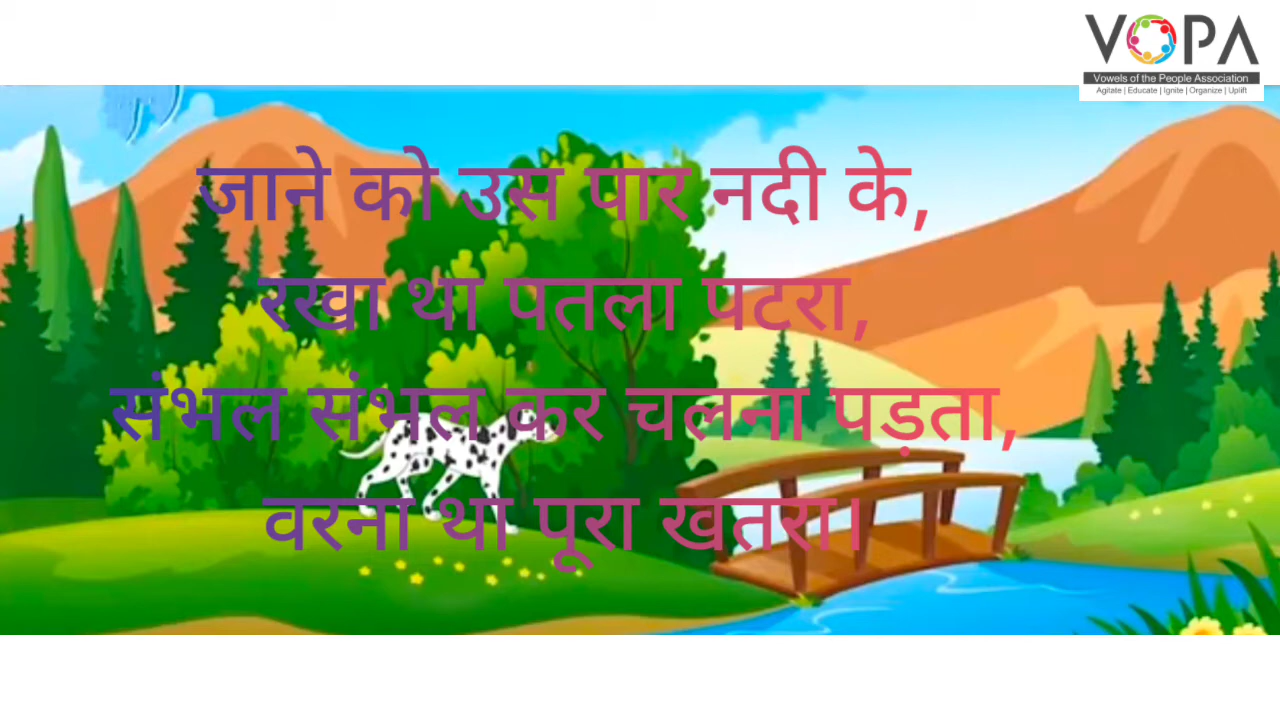 VOPA
Vowels of the People Association
Agitate | Educate | Ignite | Organize | Uplift
जाने को उस पार नदी के,
रखा था पतला पटरा,
संभल संभल कर चलना पड़ता,
वरना था पूरा खतरा।